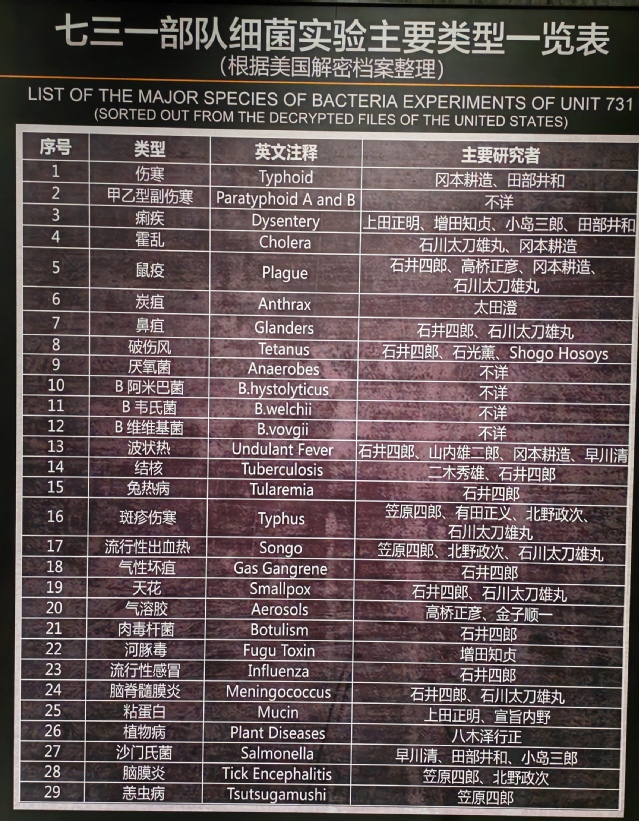 七三一部队细菌实验主要类型一览表
(根据美国解密档案整理)
LIST OF THE MAJOR SPECIES OF BACTERIA EXPERIMENTS OF UNIT 731
(SORTED OUT FROM THE DECRYPTED FILES OF THE UNITED STATES)
序号 类型 英文注释 主要研究者
1 伤寒 Typhoid 冈本耕造、田部井和
2 甲乙型副伤寒 Paratyphoid A and B 不详
3 痢疾 Dysentery 上田正明、增田知贞、小岛三郎、田部井和
4 霍乱 Cholera 石川太刀雄丸、冈本耕造
5 鼠疫 Plague 石井四郎、高桥正彦、冈本耕造、
石川太刀雄丸
6 炭疽 Anthrax 太田澄
7 鼻疽 Glanders 石井四郎、石川太刀雄丸
8 破伤风 Tetanus 石井四郎、石光薰、Shogo Hosoys
9 厌氧菌 Anaerobes 不详
10 B 阿米巴菌 B.hystolyticus 不详
11 B 韦氏菌 B.welchii 不详
12 B 维维基菌 B.vovgii 不详
13 波状热 Undulant Fever 石井四郎、山内雄二郎、冈本耕造、早川清
14 结核 Tuberculosis 二木秀雄、石井四郎
15 兔热病 Tularemia 石井四郎
16 斑疹伤寒 Typhus 笠原四郎、有田正义、北野政次、
石川太刀雄丸
17 流行性出血热 Songo 笠原四郎、北野政次、石川太刀雄丸
18 气性坏疽 Gas Gangrene 石井四郎
19 天花 Smallpox 石井四郎、石川太刀雄丸
20 气溶胶 Aerosols 高桥正彦、金子顺一
21 肉毒杆菌 Botulism 石井四郎
22 河豚毒 Fugu Toxin 增田知贞
23 流行性感冒 Influenza 石井四郎
24 脑脊髓膜炎 Meningococcus 石井四郎、石川太刀雄丸
25 粘蛋白 Mucin 上田正明、宣旨内野
26 植物病 Plant Diseases 八木泽行正
27 沙门氏菌 Salmonella 早川清、田部井和、小岛三郎
28 脑膜炎 Tick Encephalitis 笠原四郎、北野政次
29 恙虫病 Tsutsugamushi 笠原四郎